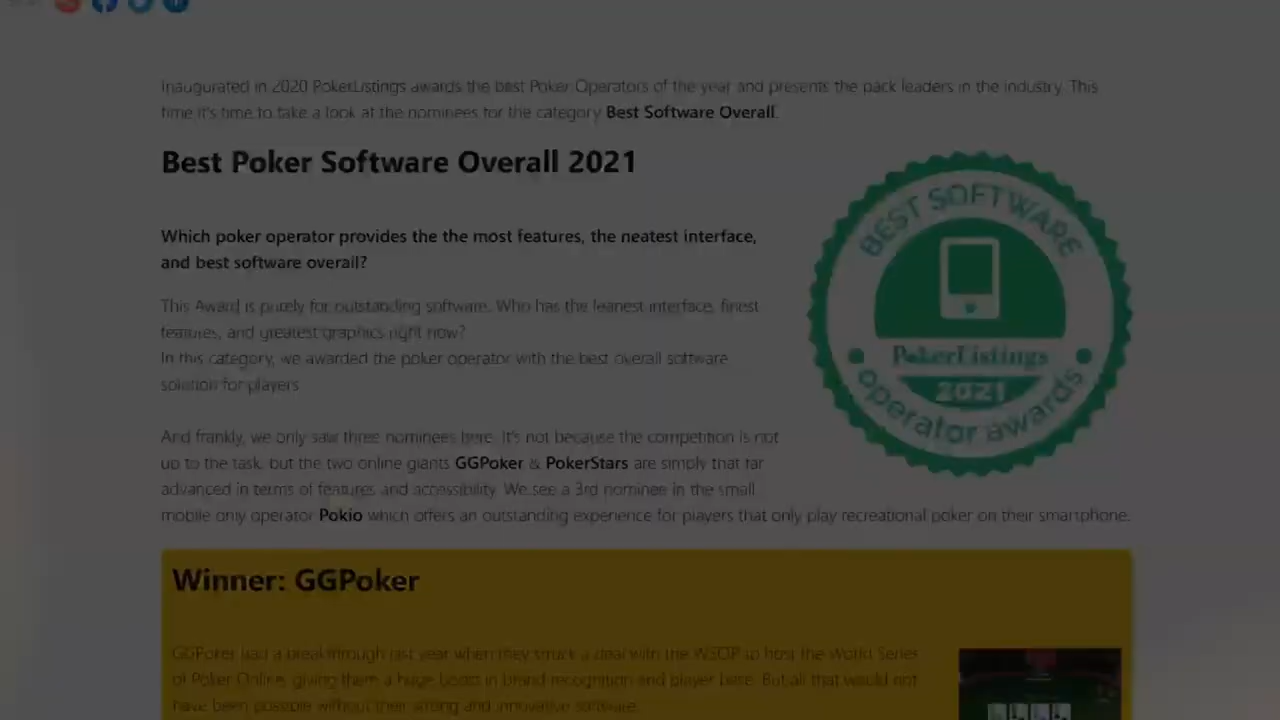 Inaugurated in 2020 PokerListings awards the best Poker Operators of the year and presents the pack leaders in the industry. This
time it's time to take a look at the nominees for the category Best Software Overall.
Best Poker Software Overall 2021
Which poker operator provides the the most features, the neatest interface,
and best software overall?
This Award is purely for outstanding software. Who has the leanest interface, finest
features, and greatest graphics right now?
In this category, we awarded the poker operator with the best overall software
solution for players
And frankly, we only saw three nominees here. It's not because the competition is not
up to the task, but the two online giants GGPoker & PokerStars are simply that far
advanced in terms of features and accessibility. We see a 3rd nominee in the small
mobile only operator Pokio which offers an outstanding experience for players that only play recreational poker on their smartphone.
BEST SOFTWARE
PokerListings
2021
operator awards
Winner: GGPoker
GGPoker had a breakthrough last year when they struck a deal with the WSOP to host the World Series
of Poker Online, giving them a huge boost in brand recognition and player base. But all that would not
have been possible without their strong and innovative software.